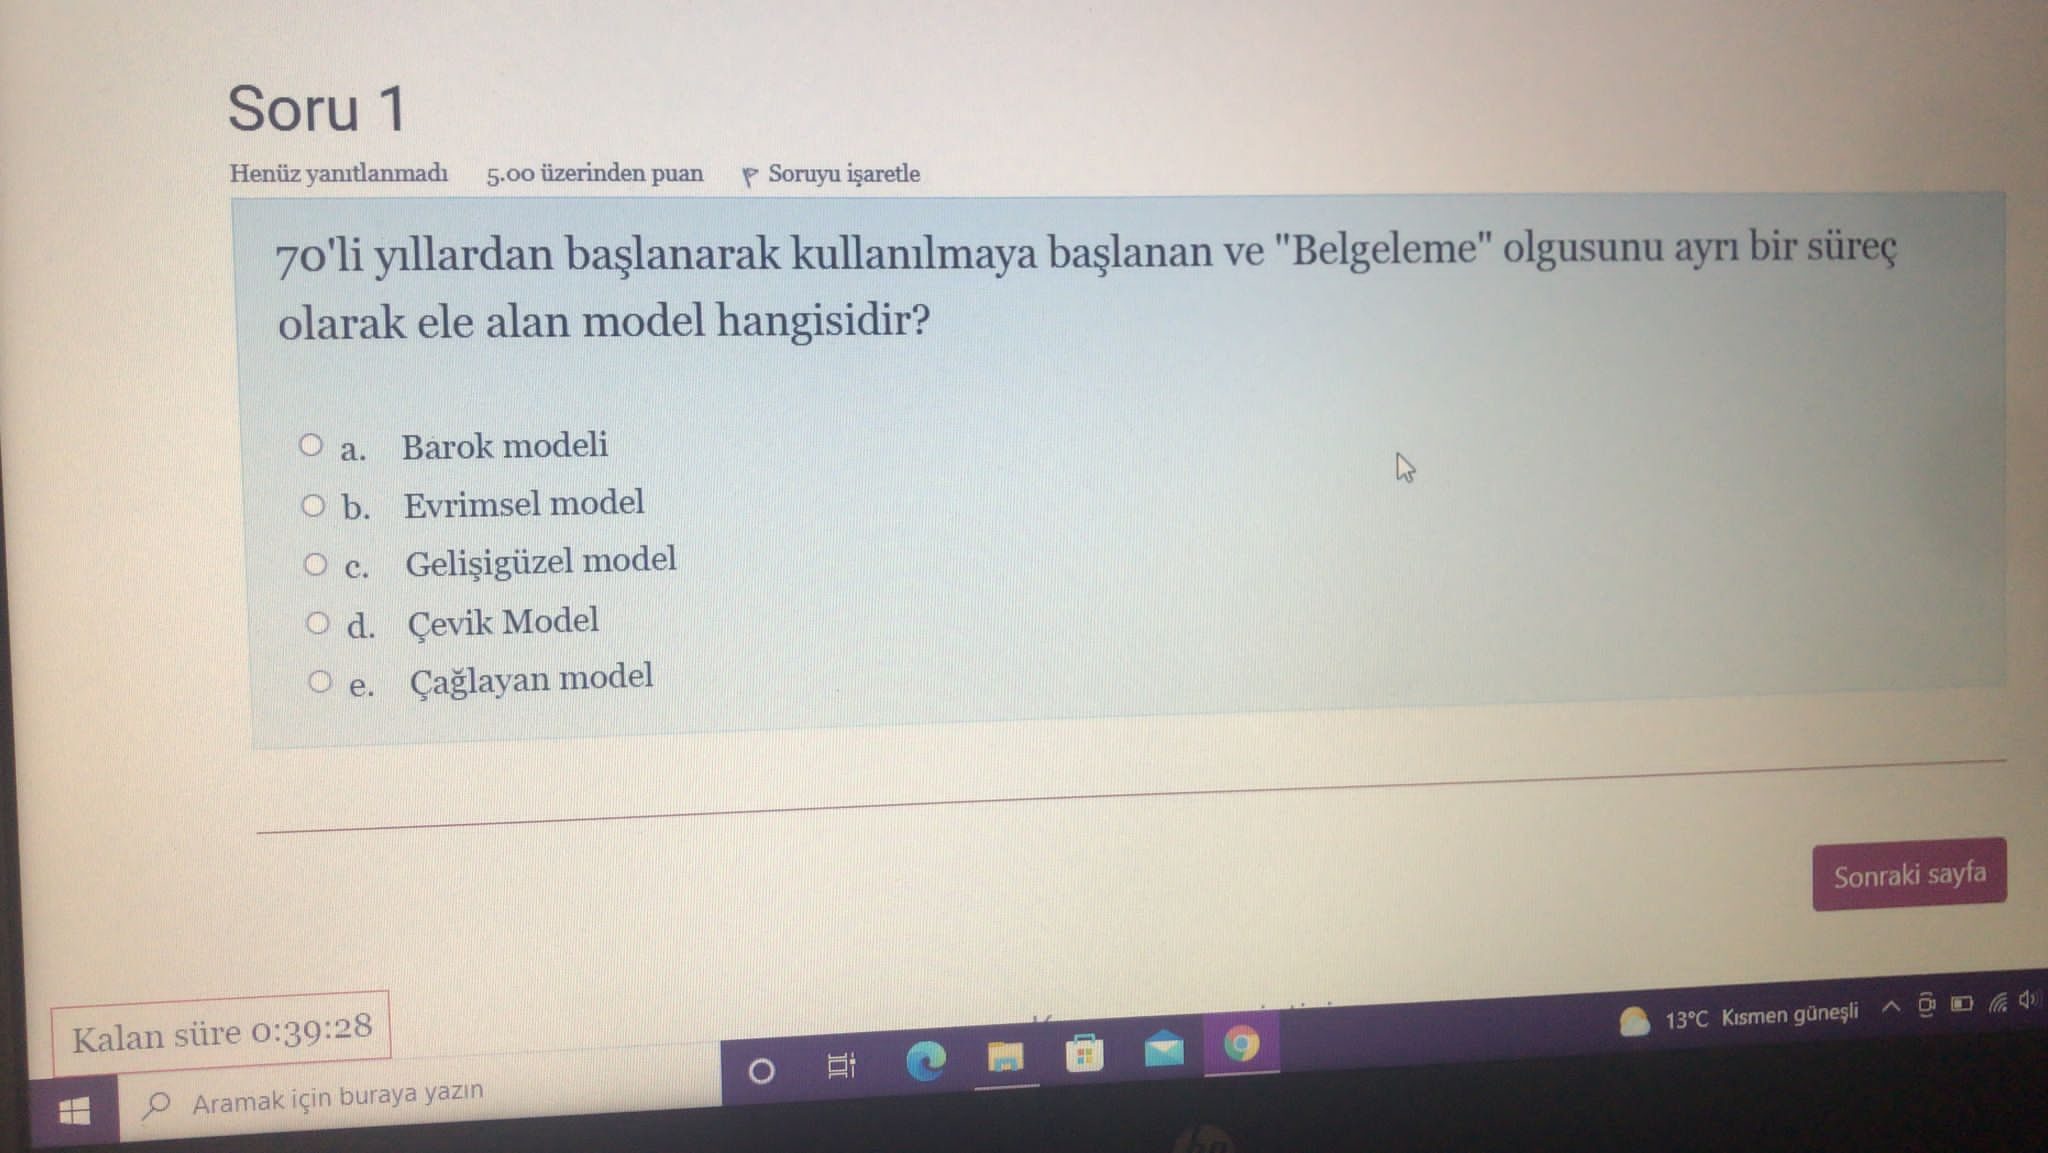 Soru 1
Henüz yanıtlanmadı 5.00 üzerinden puan Soruyu işaretle
70'li yıllardan başlanarak kullanılmaya başlanan ve "Belgeleme" olgusunu ayrı bir süreç
olarak ele alan model hangisidir?
a. Barok modeli
b. Evrimsel model
c. Gelişigüzel model
d. Çevik Model
e. Çağlayan model
Sonraki sayfa
Kalan süre 0:39:28
Aramak için buraya yazın
13°C Kısmen güneşli
hp